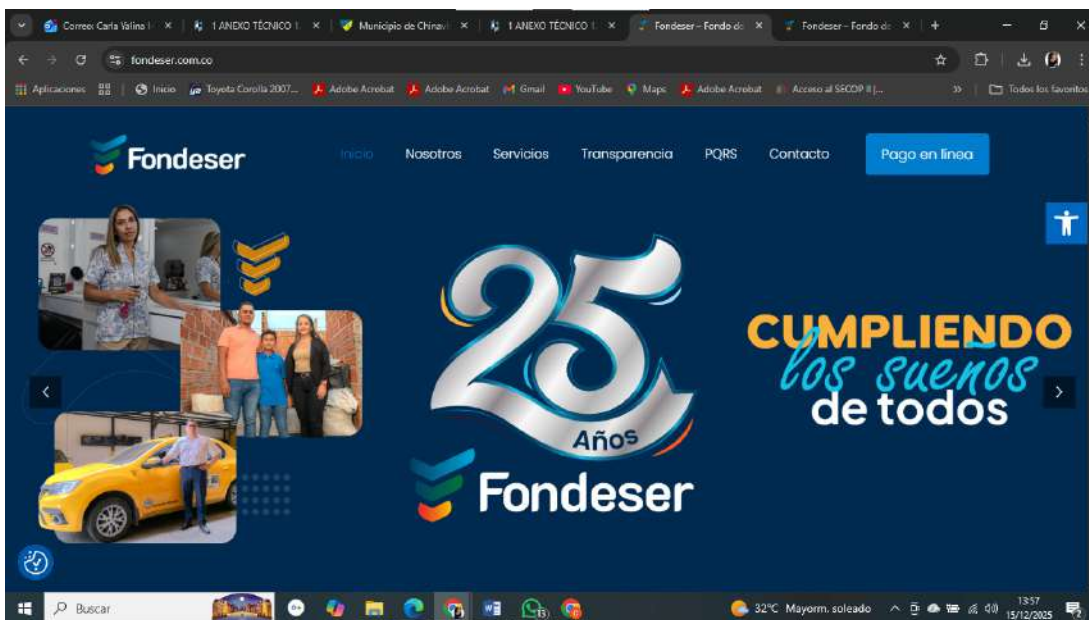 Correo: Carla Yalina
1 ANEXO TÉCNICO 1.
Municipio de Chinavi
1 ANEXO TÉCNICO 1.
Fondeser – Fondo de
Fondeser – Fondo de
fondeser.com.co
Aplicaciones
Inicio
Toyota Corolla 2007...
Adobe Acrobat
Adobe Acrobat
Gmail
YouTube
Maps
Adobe Acrobat
Acceso al SECOP II |...
Todos los favoritos
Fondeser
Inicio
Nosotros
Servicios
Transparencia
PQRS
Contacto
Pago en línea
25
Años
Fondeser
CUMPLIENDO
los sueños
de todos
Buscar
32°C Mayorm. soleado
13:57
15/12/2025